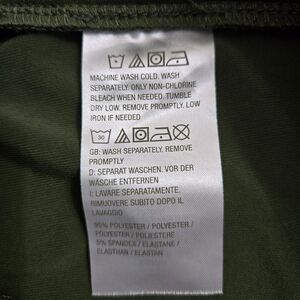 MACHINE WASH COLD. WASH
SEPARATELY. ONLY NON-CHLORINE
BLEACH WHEN NEEDED. TUMBLE
DRY LOW. REMOVE PROMPTLY. LOW
IRON IF NEEDED
30
GB: WASH SEPARATELY. REMOVE
PROMPTLY
D: SEPARAT WASCHEN. VOR DER
WÄSCHE ENTFERNEN
I: LAVARE SEPARATAMENTE.
RIMUOVERE SUBITO DOPO IL
LAVAGGIO
95% POLYESTER / POLYESTER /
POLYESTER / POLIESTERE
5% SPANDEX / ELASTANE /
ELASTHAN / ELASTAN